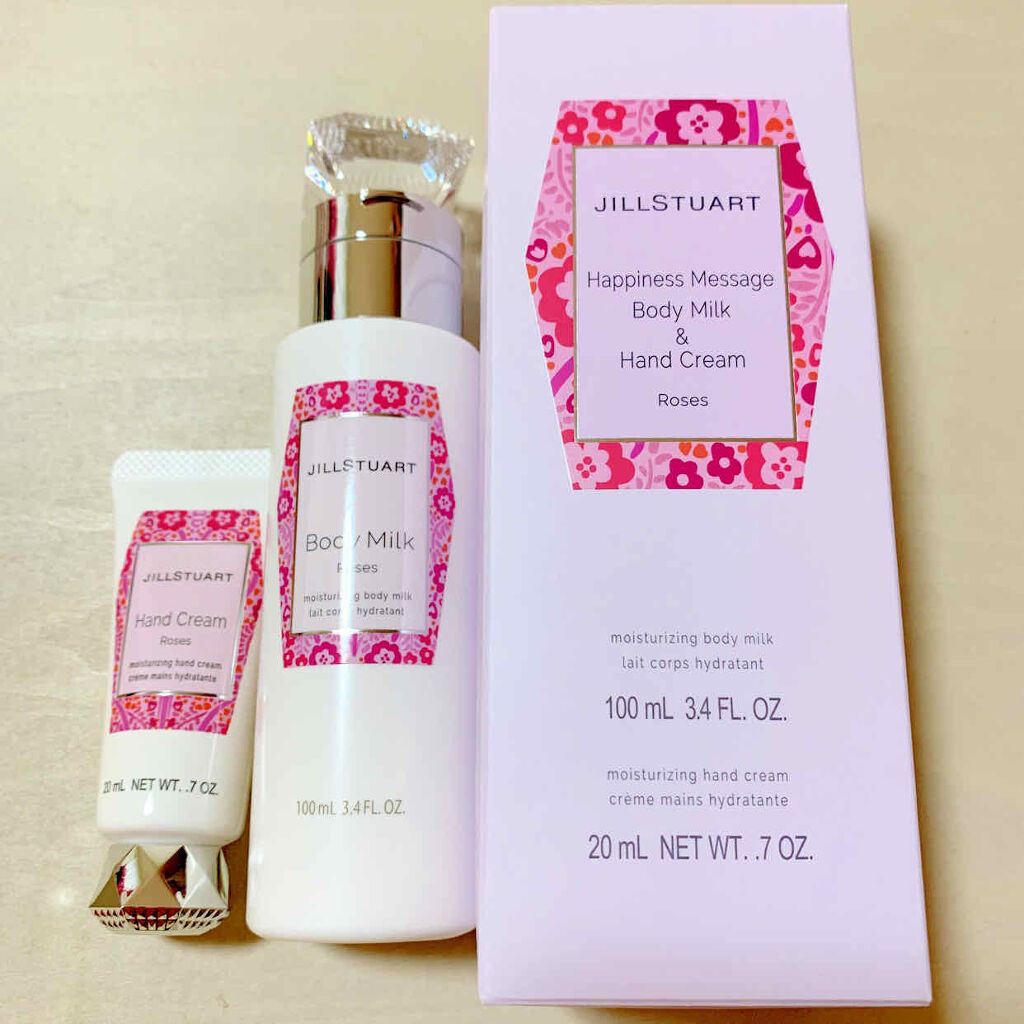 JILLSTUART
Hand Cream
Roses
moisturizing hand cream
crème mains hydratante
20 mL NET WT. .7 OZ.
JILLSTUART
Body Milk
Roses
moisturizing body milk
lait corps hydratant
100 mL 3.4 FL. OZ.
JILLSTUART
Happiness Message
Body Milk
&
Hand Cream
Roses
moisturizing body milk
lait corps hydratant
100 mL 3.4 FL. OZ.
moisturizing hand cream
crème mains hydratante
20 mL NET WT. .7 OZ.